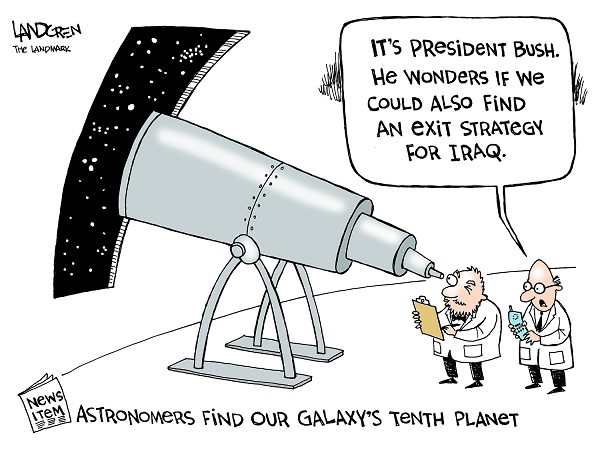 LANDGREN
THE LANDMARK
IT'S PRESIDENT BUSH.
HE WONDERS IF WE
COULD ALSO FIND
AN EXIT STRATEGY
FOR IRAQ.
NEWS
ITEM
ASTRONOMERS FIND OUR GALAXY'S TENTH PLANET